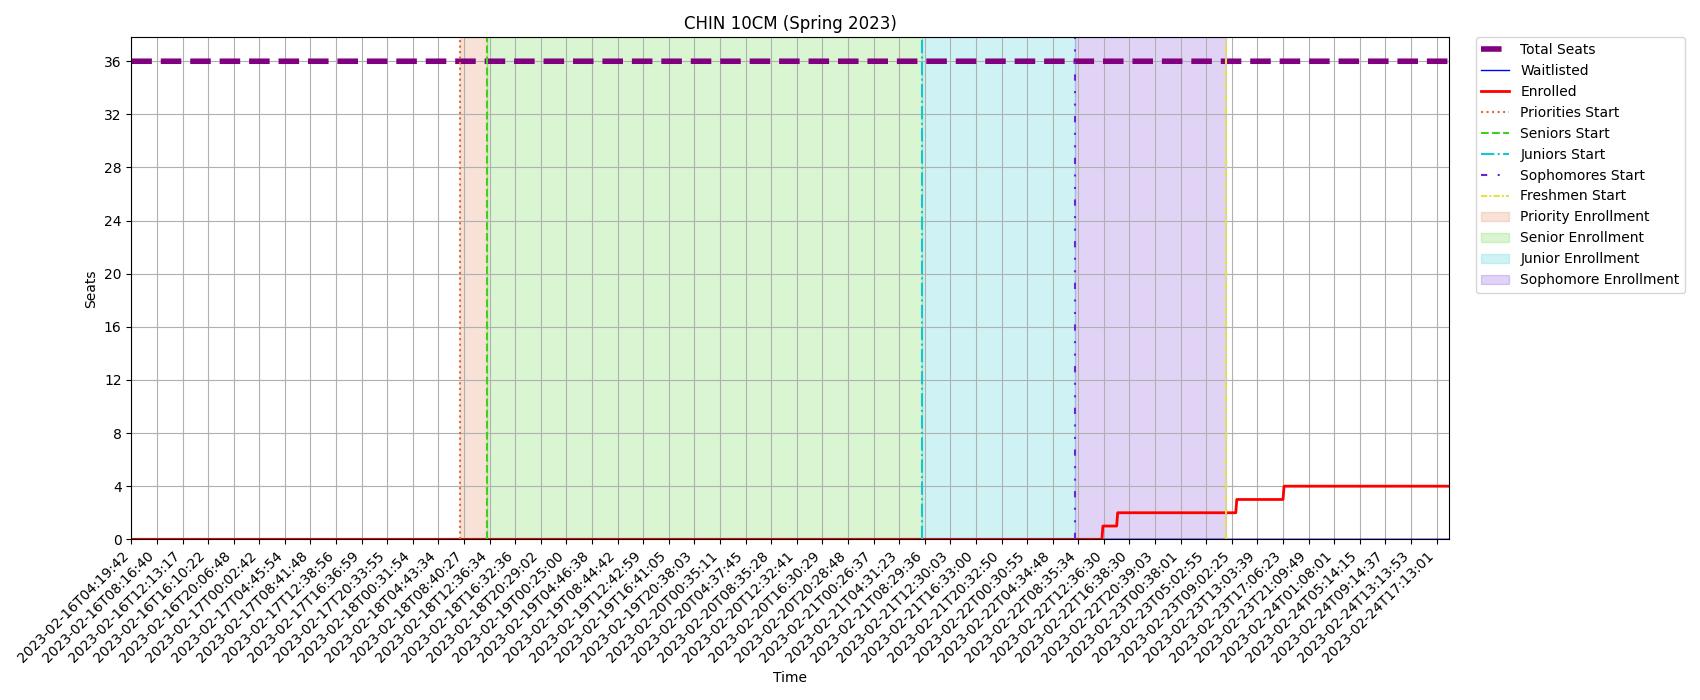 CHIN 10CM (Spring 2023)
Seats
36
32
28
24
20
16
12
8
4
0
2023-02-16T04:19:42
2023-02-16T08:16:40
2023-02-16T12:13:17
2023-02-16T16:10:22
2023-02-16T20:06:48
2023-02-17T00:02:42
2023-02-17T04:45:54
2023-02-17T08:41:48
2023-02-17T12:38:56
2023-02-17T16:36:59
2023-02-17T20:33:55
2023-02-18T00:31:54
2023-02-18T04:43:34
2023-02-18T08:40:27
2023-02-18T12:36:34
2023-02-18T16:32:36
2023-02-18T20:29:02
2023-02-19T00:25:00
2023-02-19T04:46:38
2023-02-19T08:44:42
2023-02-19T12:42:59
2023-02-19T16:41:05
2023-02-19T20:38:03
2023-02-20T00:35:11
2023-02-20T04:37:45
2023-02-20T08:35:28
2023-02-20T12:32:41
2023-02-20T16:30:29
2023-02-20T20:28:48
2023-02-21T00:26:37
2023-02-21T04:31:23
2023-02-21T08:29:36
2023-02-21T12:30:03
2023-02-21T16:33:00
2023-02-21T20:32:50
2023-02-22T00:30:55
2023-02-22T04:34:48
2023-02-22T08:35:34
2023-02-22T12:36:30
2023-02-22T16:38:30
2023-02-22T20:39:03
2023-02-23T00:38:01
2023-02-23T05:02:55
2023-02-23T09:02:25
2023-02-23T13:03:39
2023-02-23T17:06:23
2023-02-23T21:09:49
2023-02-24T01:08:01
2023-02-24T05:14:15
2023-02-24T09:14:37
2023-02-24T13:13:53
2023-02-24T17:13:01
Time
Total Seats
Waitlisted
Enrolled
Priorities Start
Seniors Start
Juniors Start
Sophomores Start
Freshmen Start
Priority Enrollment
Senior Enrollment
Junior Enrollment
Sophomore Enrollment